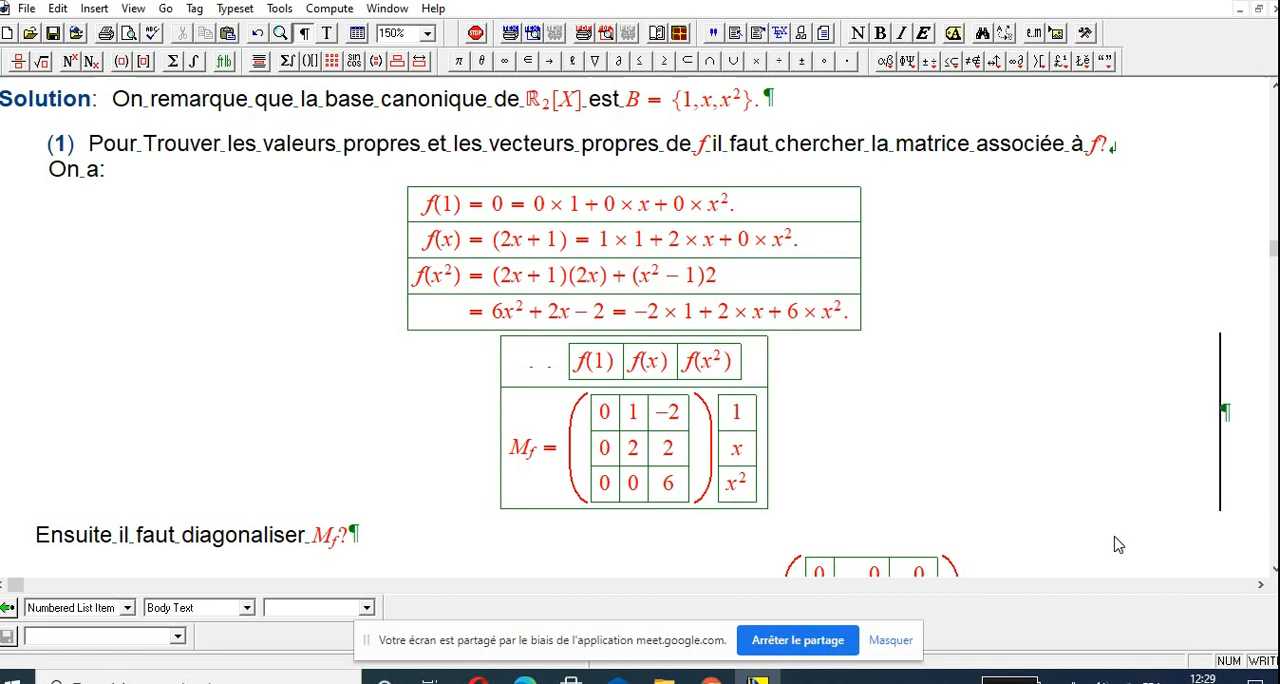 File Edit Insert View Go Tag Typeset Tools Compute Window Help
150%
Solution: On remarque que la base canonique de ℝ₂[X] est B = {1, x, x²}.¶
(1) Pour Trouver les valeurs propres et les vecteurs propres de f il faut chercher la matrice associée à f?
On a:
f(1) = 0 = 0 × 1 + 0 × x + 0 × x².
f(x) = (2x + 1) = 1 × 1 + 2 × x + 0 × x².
f(x²) = (2x + 1)(2x) + (x² − 1)2
= 6x² + 2x − 2 = −2 × 1 + 2 × x + 6 × x².
f(1) f(x) f(x²)
0 1 −2 1
M_f = 0 2 2 x ¶
0 0 6 x²
Ensuite il faut diagonaliser M_f?¶
0 0 0
Numbered List Item Body Text
Votre écran est partagé par le biais de l'application meet.google.com. Arrêter le partage Masquer
NUM WRITI
12:29